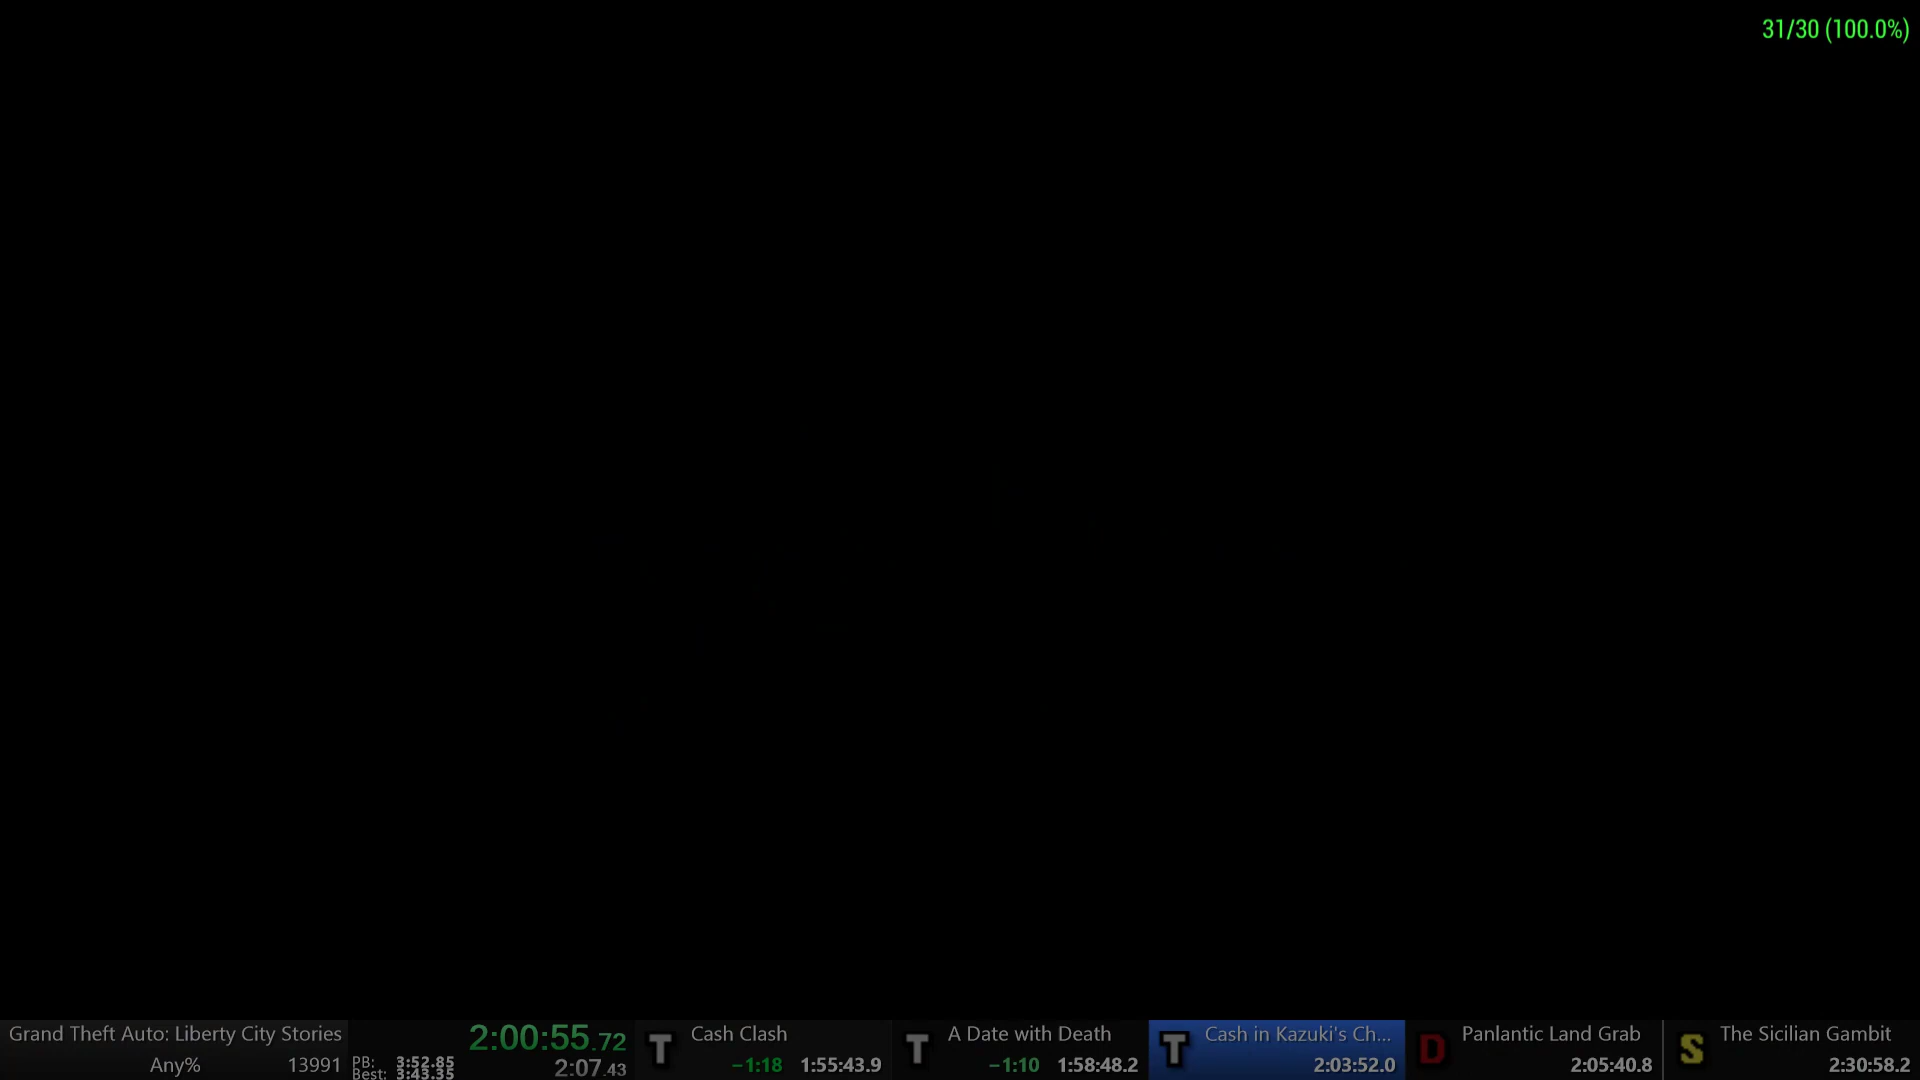 31/30 (100.0%)
Grand Theft Auto: Liberty City Stories
Any% 13991
PB: 3:52.85
Best: 3:43.35
2:00:55.72
2:07.43
T Cash Clash
−1:18 1:55:43.9
T A Date with Death
−1:10 1:58:48.2
T Cash in Kazuki's Ch...
2:03:52.0
D Panlantic Land Grab
2:05:40.8
S The Sicilian Gambit
2:30:58.2